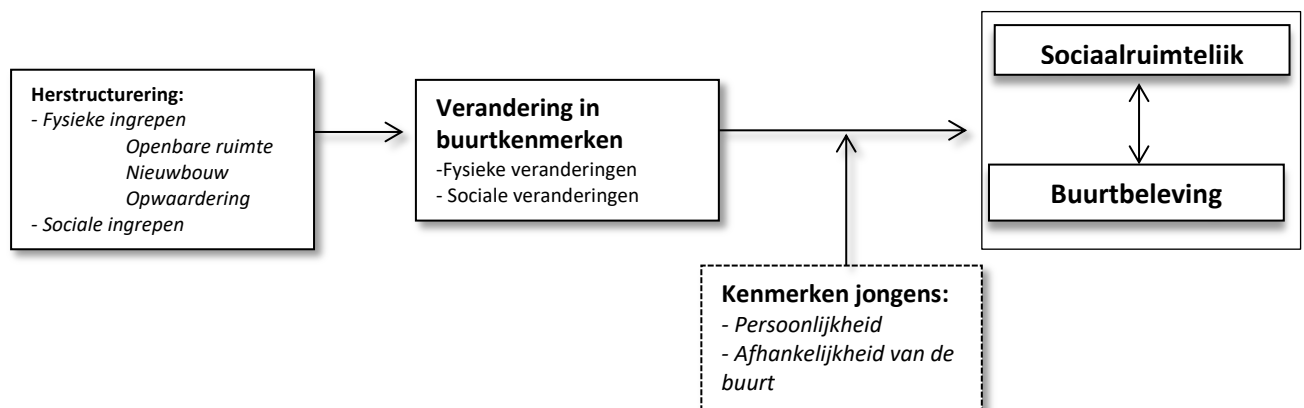 Herstructurering:
- Fysieke ingrepen
Openbare ruimte
Nieuwbouw
Opwaardering
- Sociale ingrepen
Verandering in
buurtkenmerken
-Fysieke veranderingen
- Sociale veranderingen
Sociaalruimtelijk
Buurtbeleving
Kenmerken jongens:
- Persoonlijkheid
- Afhankelijkheid van de
buurt